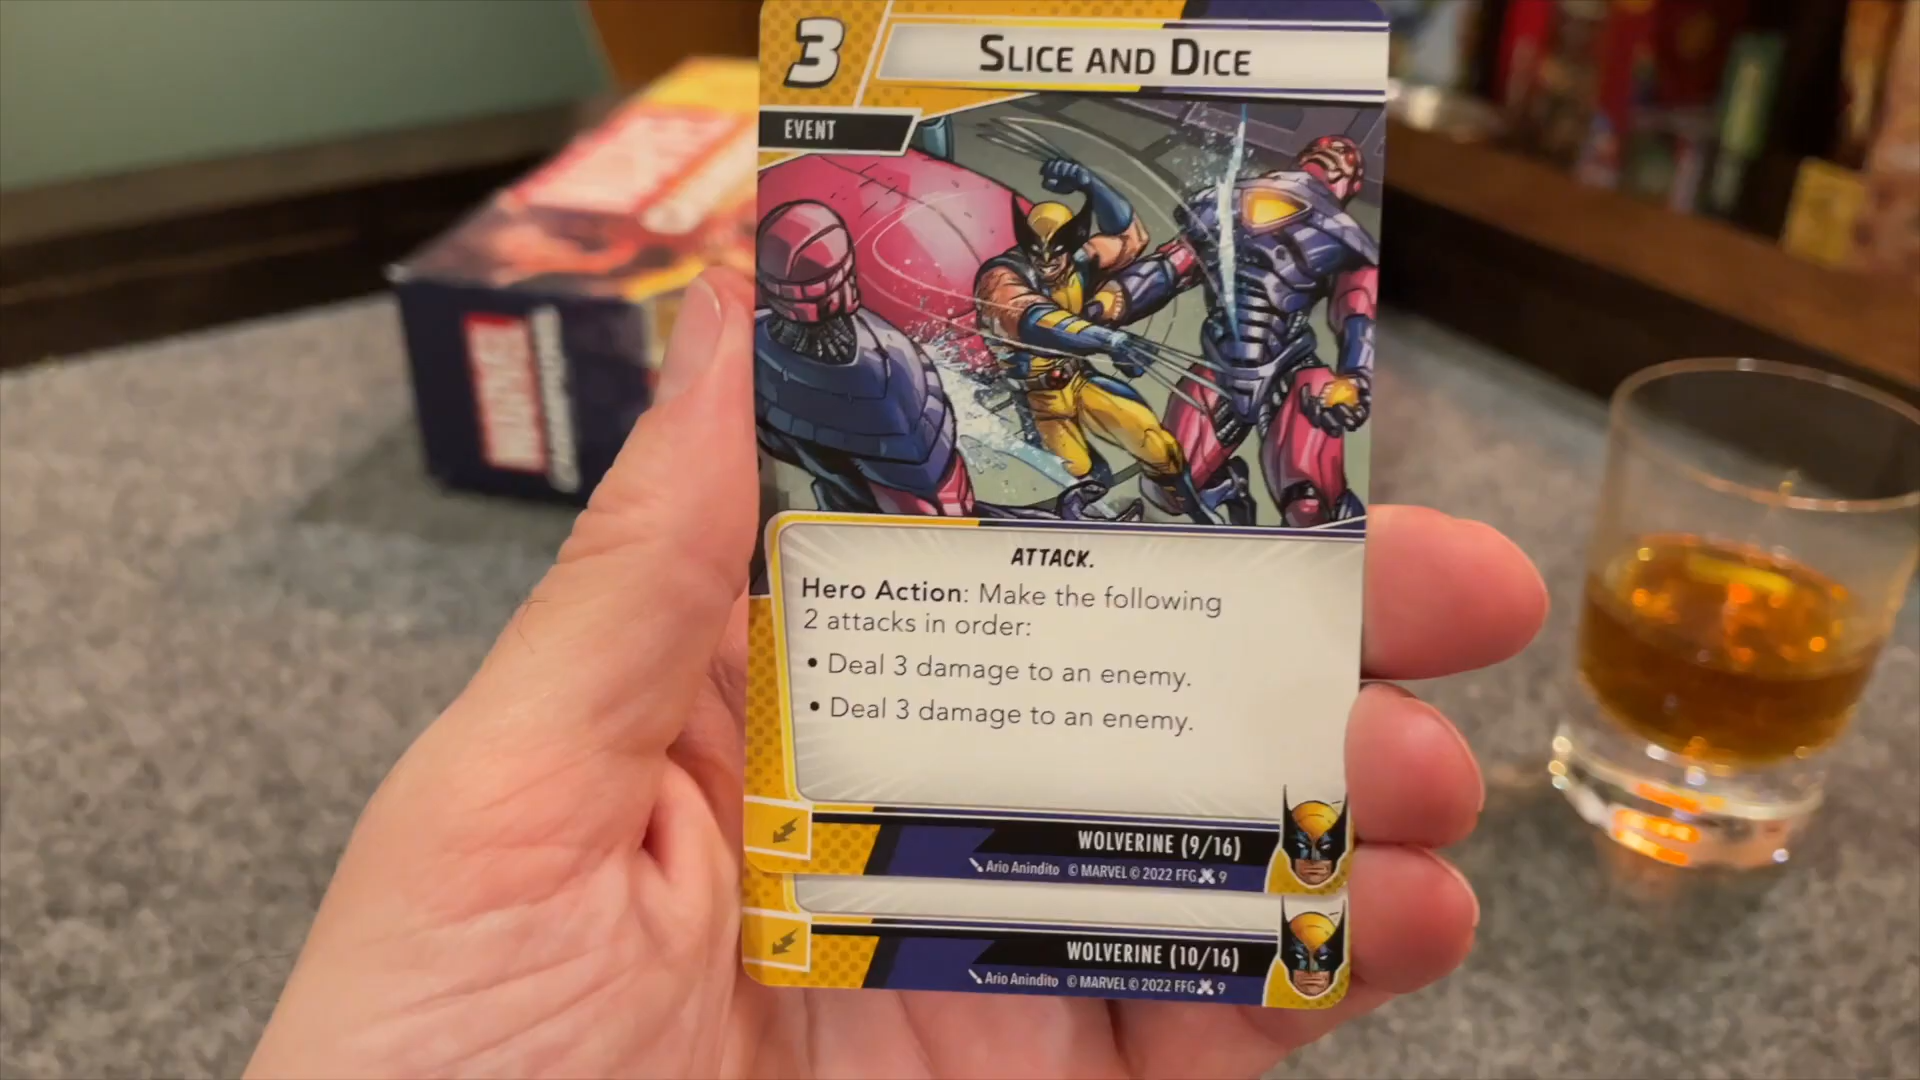 3
SLICE AND DICE
EVENT
ATTACK.
Hero Action: Make the following
2 attacks in order:
• Deal 3 damage to an enemy.
• Deal 3 damage to an enemy.
WOLVERINE (9/16)
Ario Anindito © MARVEL © 2022 FFG 9
WOLVERINE (10/16)
Ario Anindito © MARVEL © 2022 FFG 9
MARVEL
CHAMPIONS